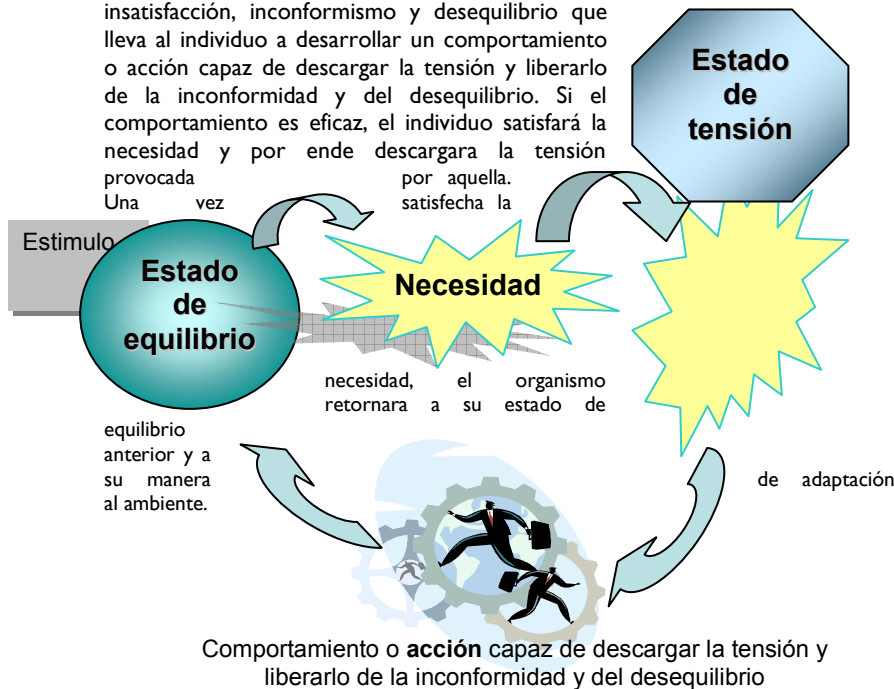 insatisfacción, inconformismo y desequilibrio que
lleva al individuo a desarrollar un comportamiento
o acción capaz de descargar la tensión y liberarlo
de la inconformidad y del desequilibrio. Si el
comportamiento es eficaz, el individuo satisfará la
necesidad y por ende descargara la tensión
provocada por aquella.
Una vez satisfecha la
necesidad, el organismo
retornara a su estado de
equilibrio
anterior y a
su manera de adaptación
al ambiente.
Estimulo
Estado
de
equilibrio
Necesidad
Estado
de
tensión
Comportamiento o acción capaz de descargar la tensión y
liberarlo de la inconformidad y del desequilibrio